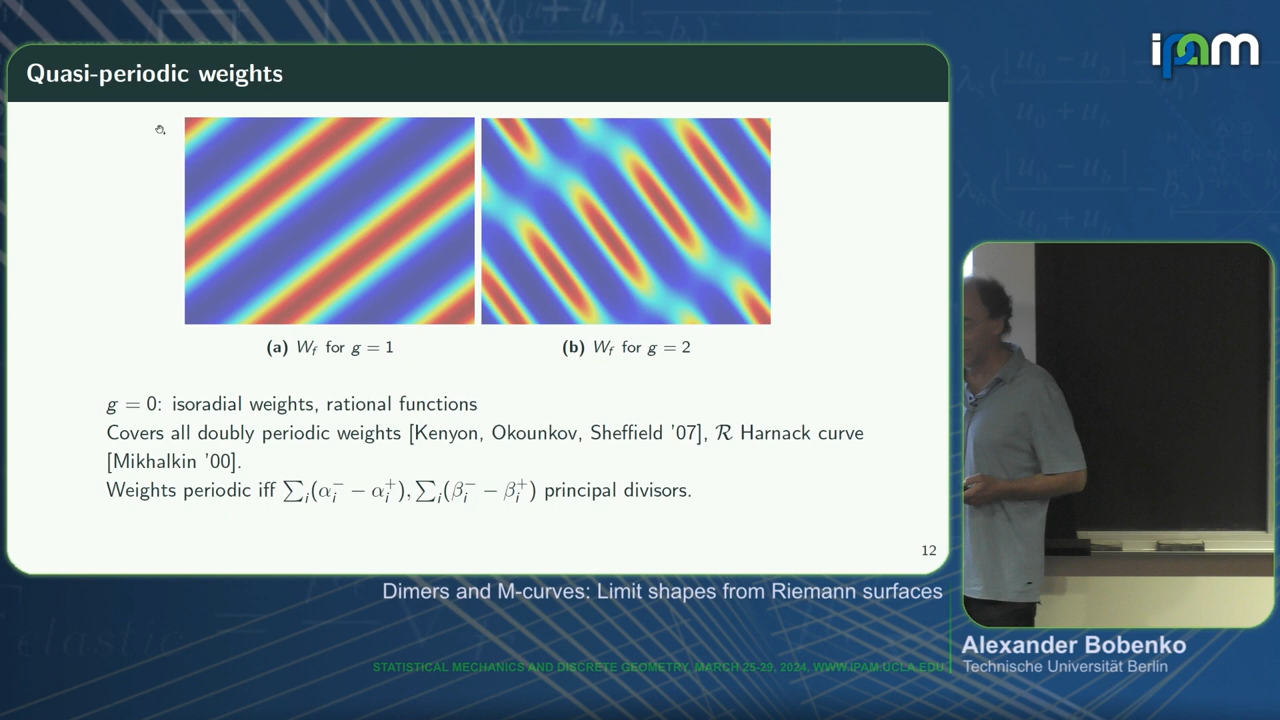 Quasi-periodic weights
ipam
(a) W_f for g = 1
(b) W_f for g = 2
g = 0: isoradial weights, rational functions
Covers all doubly periodic weights [Kenyon, Okounkov, Sheffield '07], ℛ Harnack curve
[Mikhalkin '00].
Weights periodic iff ∑_i(α_i^- − α_i^+), ∑_i(β_i^- − β_i^+) principal divisors.
12
Dimers and M-curves: Limit shapes from Riemann surfaces
Alexander Bobenko
STATISTICAL MECHANICS AND DISCRETE GEOMETRY, MARCH 25-29, 2024, WWW.IPAM.UCLA.EDU
Technische Universität Berlin
elastic